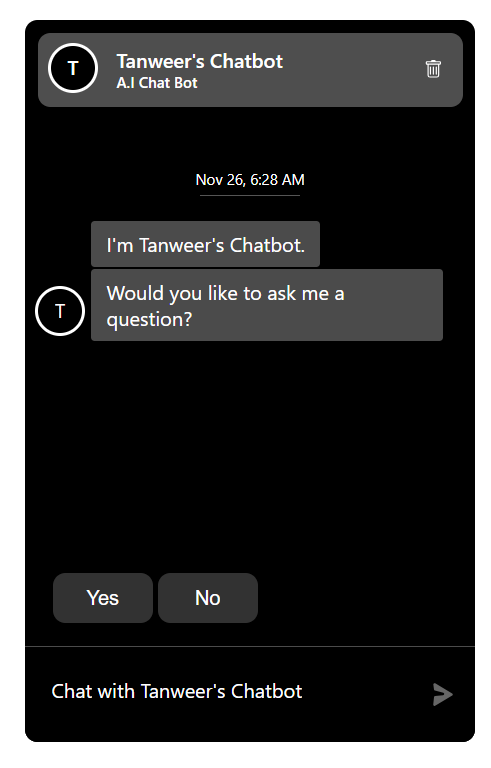 T
Tanweer's Chatbot
A.I Chat Bot
Nov 26, 6:28 AM
I'm Tanweer's Chatbot.
Would you like to ask me a
question?
T
Yes
No
Chat with Tanweer's Chatbot